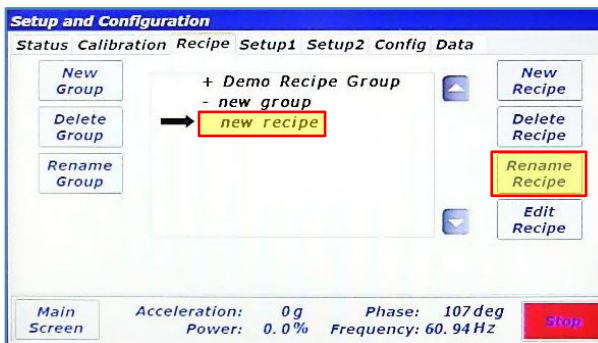 Setup and Configuration
Status Calibration Recipe Setup1 Setup2 Config Data
New
Group
Delete
Group
Rename
Group
+ Demo Recipe Group
- new group
new recipe
New
Recipe
Delete
Recipe
Rename
Recipe
Edit
Recipe
Main
Screen
Acceleration: 0 g
Power: 0.0%
Phase: 107 deg
Frequency: 60.94 Hz
Stop